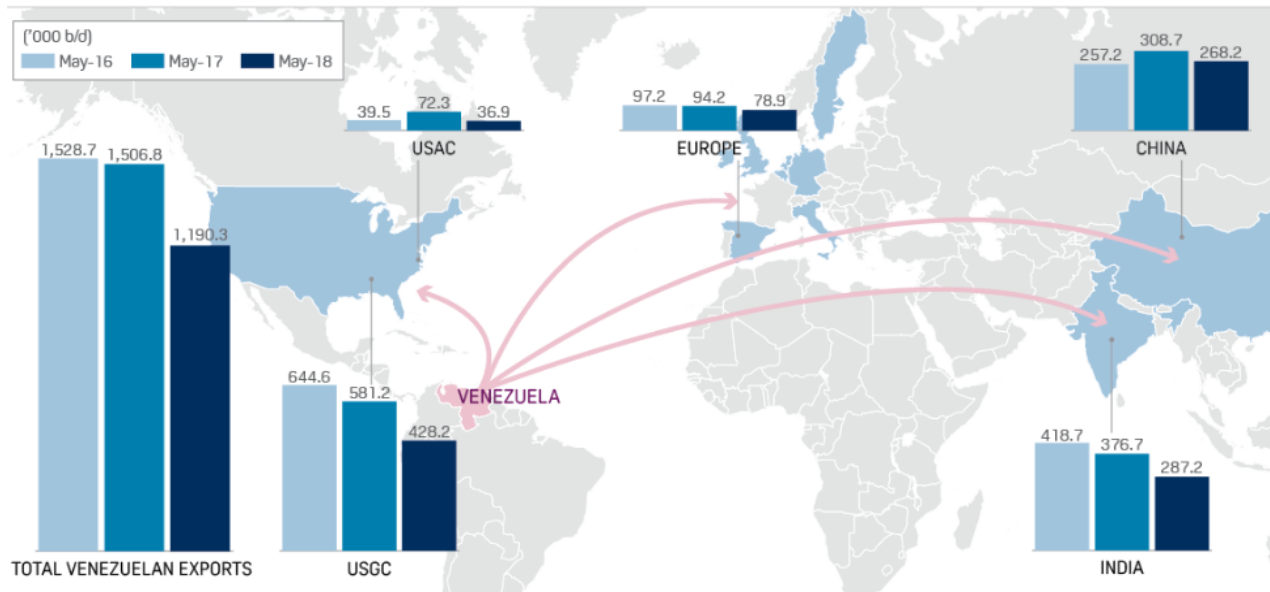 ('000 b/d)
May-16 May-17 May-18
39.5 72.3 36.9
USAC
97.2 94.2 78.9
EUROPE
257.2 308.7 268.2
CHINA
1,528.7 1,506.8 1,190.3
TOTAL VENEZUELAN EXPORTS
644.6 581.2 428.2
USGC
VENEZUELA
418.7 376.7 287.2
INDIA